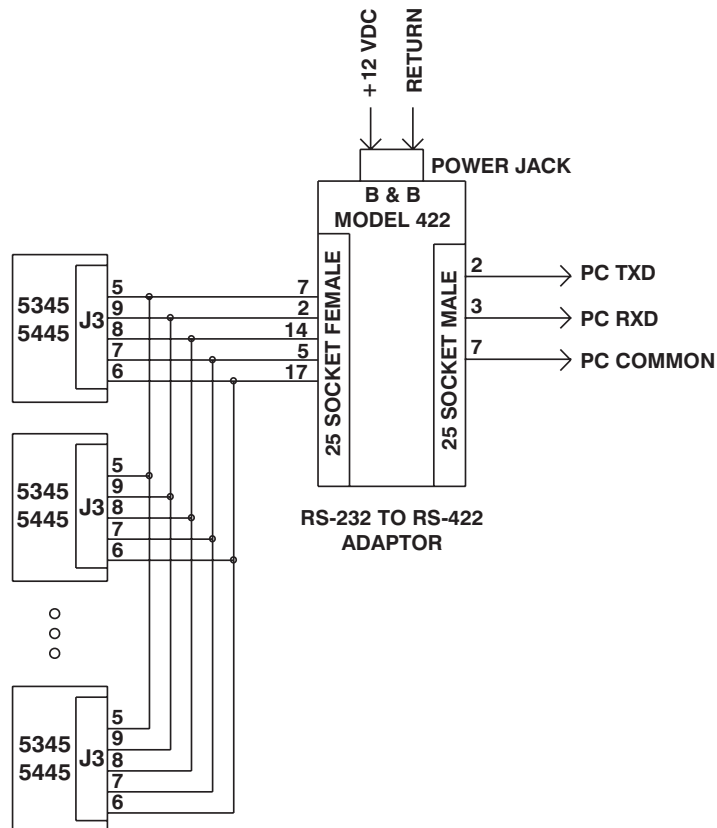 +12 VDC
RETURN
POWER JACK
B & B
MODEL 422
25 SOCKET FEMALE
25 SOCKET MALE
7
2
14
5
17
2
3
7
PC TXD
PC RXD
PC COMMON
RS-232 TO RS-422
ADAPTOR
5345
5445
J3
5
9
8
7
6
5345
5445
J3
5
9
8
7
6
5345
5445
J3
5
9
8
7
6